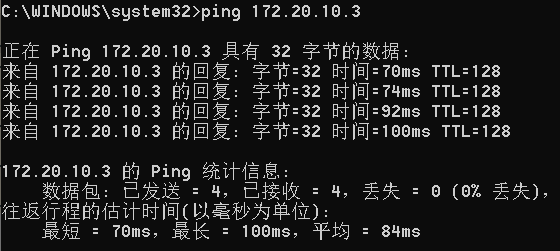 C:\WINDOWS\system32>ping 172.20.10.3
正在 Ping 172.20.10.3 具有 32 字节的数据:
来自 172.20.10.3 的回复: 字节=32 时间=70ms TTL=128
来自 172.20.10.3 的回复: 字节=32 时间=74ms TTL=128
来自 172.20.10.3 的回复: 字节=32 时间=92ms TTL=128
来自 172.20.10.3 的回复: 字节=32 时间=100ms TTL=128
172.20.10.3 的 Ping 统计信息:
数据包: 已发送 = 4，已接收 = 4，丢失 = 0 (0% 丢失)，
往返行程的估计时间(以毫秒为单位):
最短 = 70ms，最长 = 100ms，平均 = 84ms